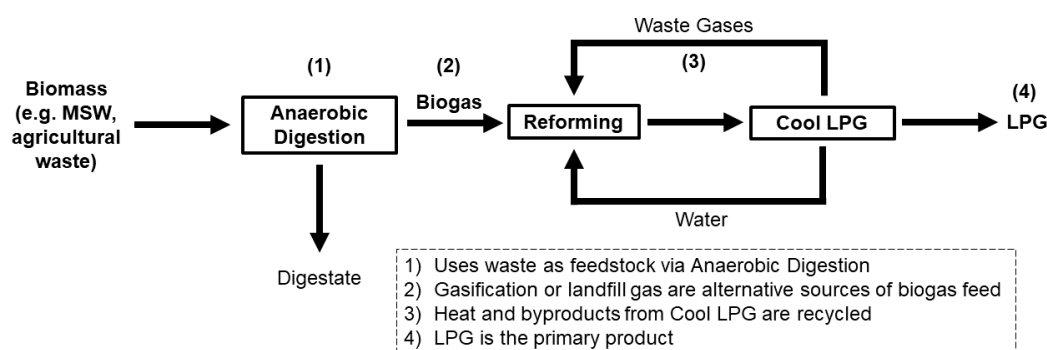 Waste Gases
(1)
(2)
(3)
(4)
Biomass
(e.g. MSW,
agricultural
waste)
Anaerobic
Digestion
Biogas
Reforming
Cool LPG
LPG
Water
Digestate
1) Uses waste as feedstock via Anaerobic Digestion
2) Gasification or landfill gas are alternative sources of biogas feed
3) Heat and byproducts from Cool LPG are recycled
4) LPG is the primary product